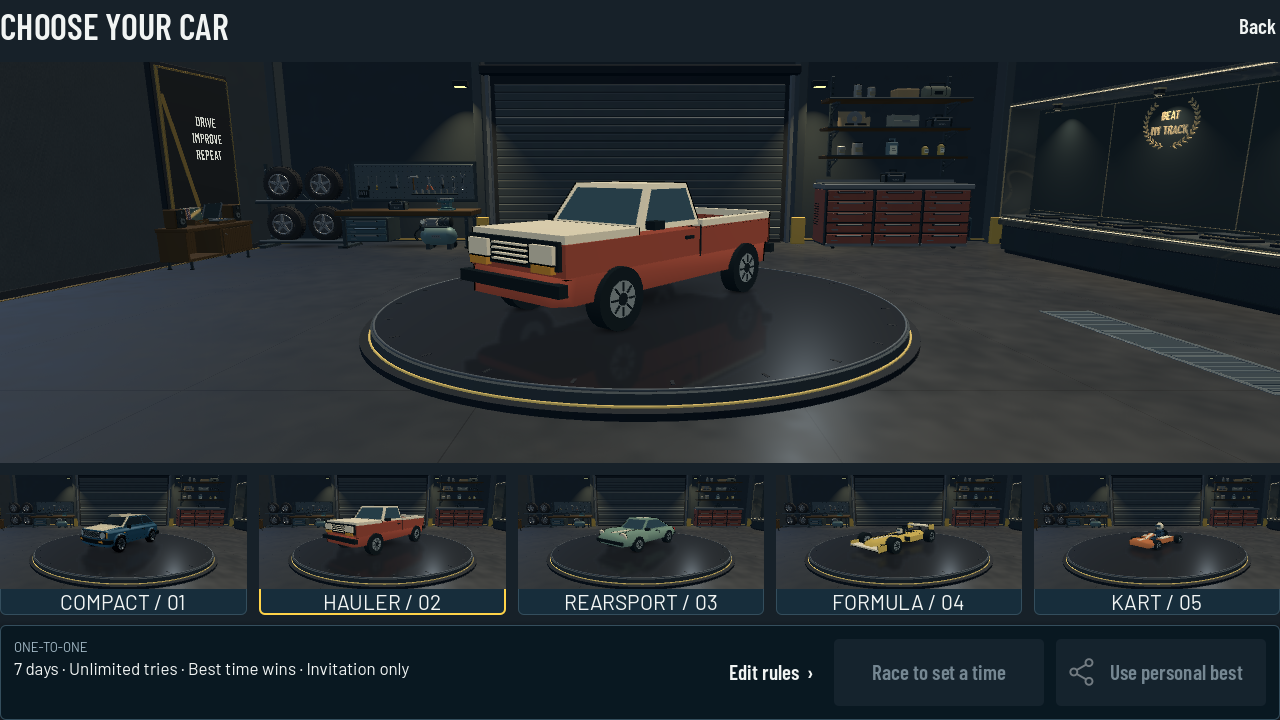 CHOOSE YOUR CAR
Back
DRIVE
IMPROVE
REPEAT
BEAT
MY TRACK
COMPACT / 01
HAULER / 02
REARSPORT / 03
FORMULA / 04
KART / 05
ONE-TO-ONE
7 days · Unlimited tries · Best time wins · Invitation only
Edit rules ›
Race to set a time
Use personal best